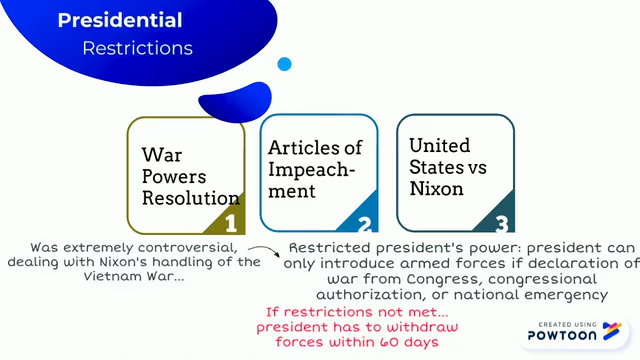 Presidential
Restrictions
War
Powers
Resolution
1
Articles of
Impeach-
ment
2
United
States vs
Nixon
3
Was extremely controversial,
dealing with Nixon's handling of the
Vietnam War...
Restricted president's power: president can
only introduce armed forces if declaration of
war from Congress, congressional
authorization, or national emergency
If restrictions not met...
president has to withdraw
forces within 60 days
CREATED USING
POWTOON